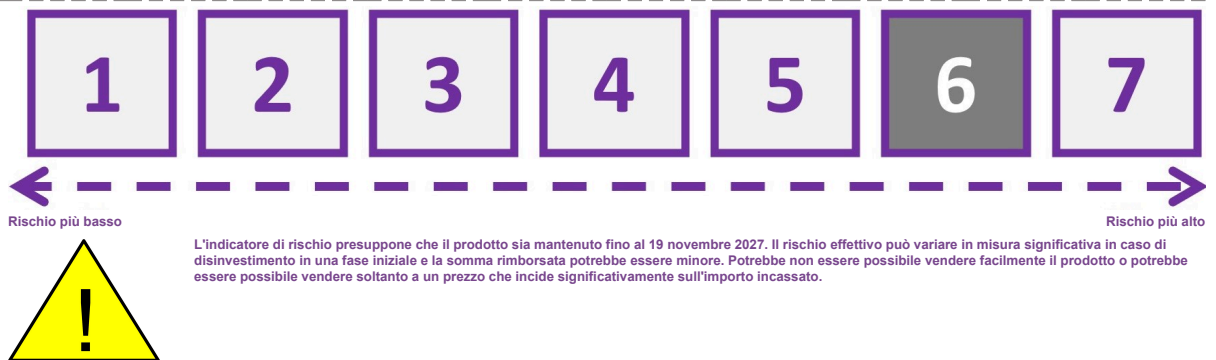 1 2 3 4 5 6 7
Rischio più basso Rischio più alto
L'indicatore di rischio presuppone che il prodotto sia mantenuto fino al 19 novembre 2027. Il rischio effettivo può variare in misura significativa in caso di
disinvestimento in una fase iniziale e la somma rimborsata potrebbe essere minore. Potrebbe non essere possibile vendere facilmente il prodotto o potrebbe
essere possibile vendere soltanto a un prezzo che incide significativamente sull'importo incassato.
!